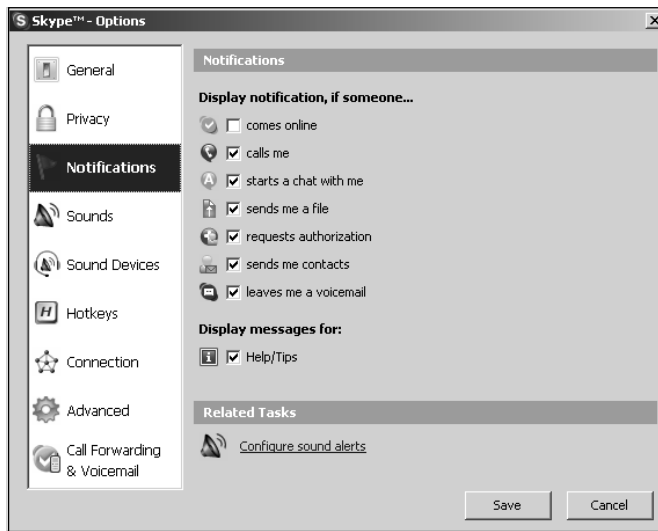 Skype™ - Options
General
Privacy
Notifications
Sounds
Sound Devices
Hotkeys
Connection
Advanced
Call Forwarding
& Voicemail
Notifications
Display notification, if someone...
comes online
calls me
starts a chat with me
sends me a file
requests authorization
sends me contacts
leaves me a voicemail
Display messages for:
Help/Tips
Related Tasks
Configure sound alerts
Save
Cancel